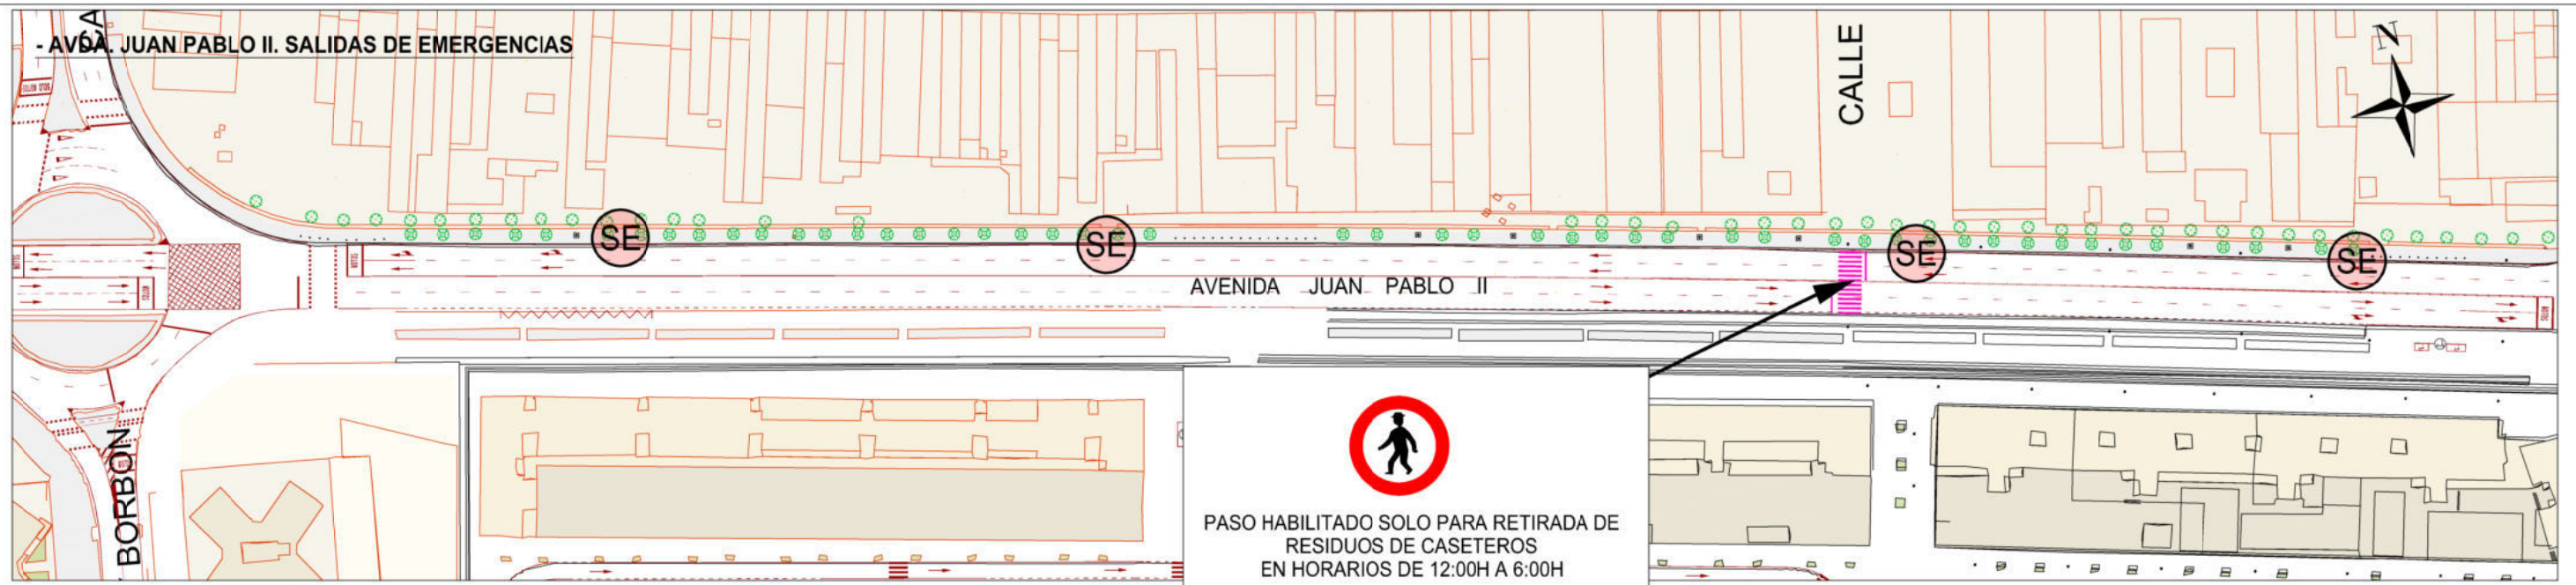 - AVDA. JUAN PABLO II. SALIDAS DE EMERGENCIAS
CA
CALLE
N
SE
SE
SE
SE
AVENIDA JUAN PABLO II
BORBON
PASO HABILITADO SOLO PARA RETIRADA DE
RESIDUOS DE CASETEROS
EN HORARIOS DE 12:00H A 6:00H